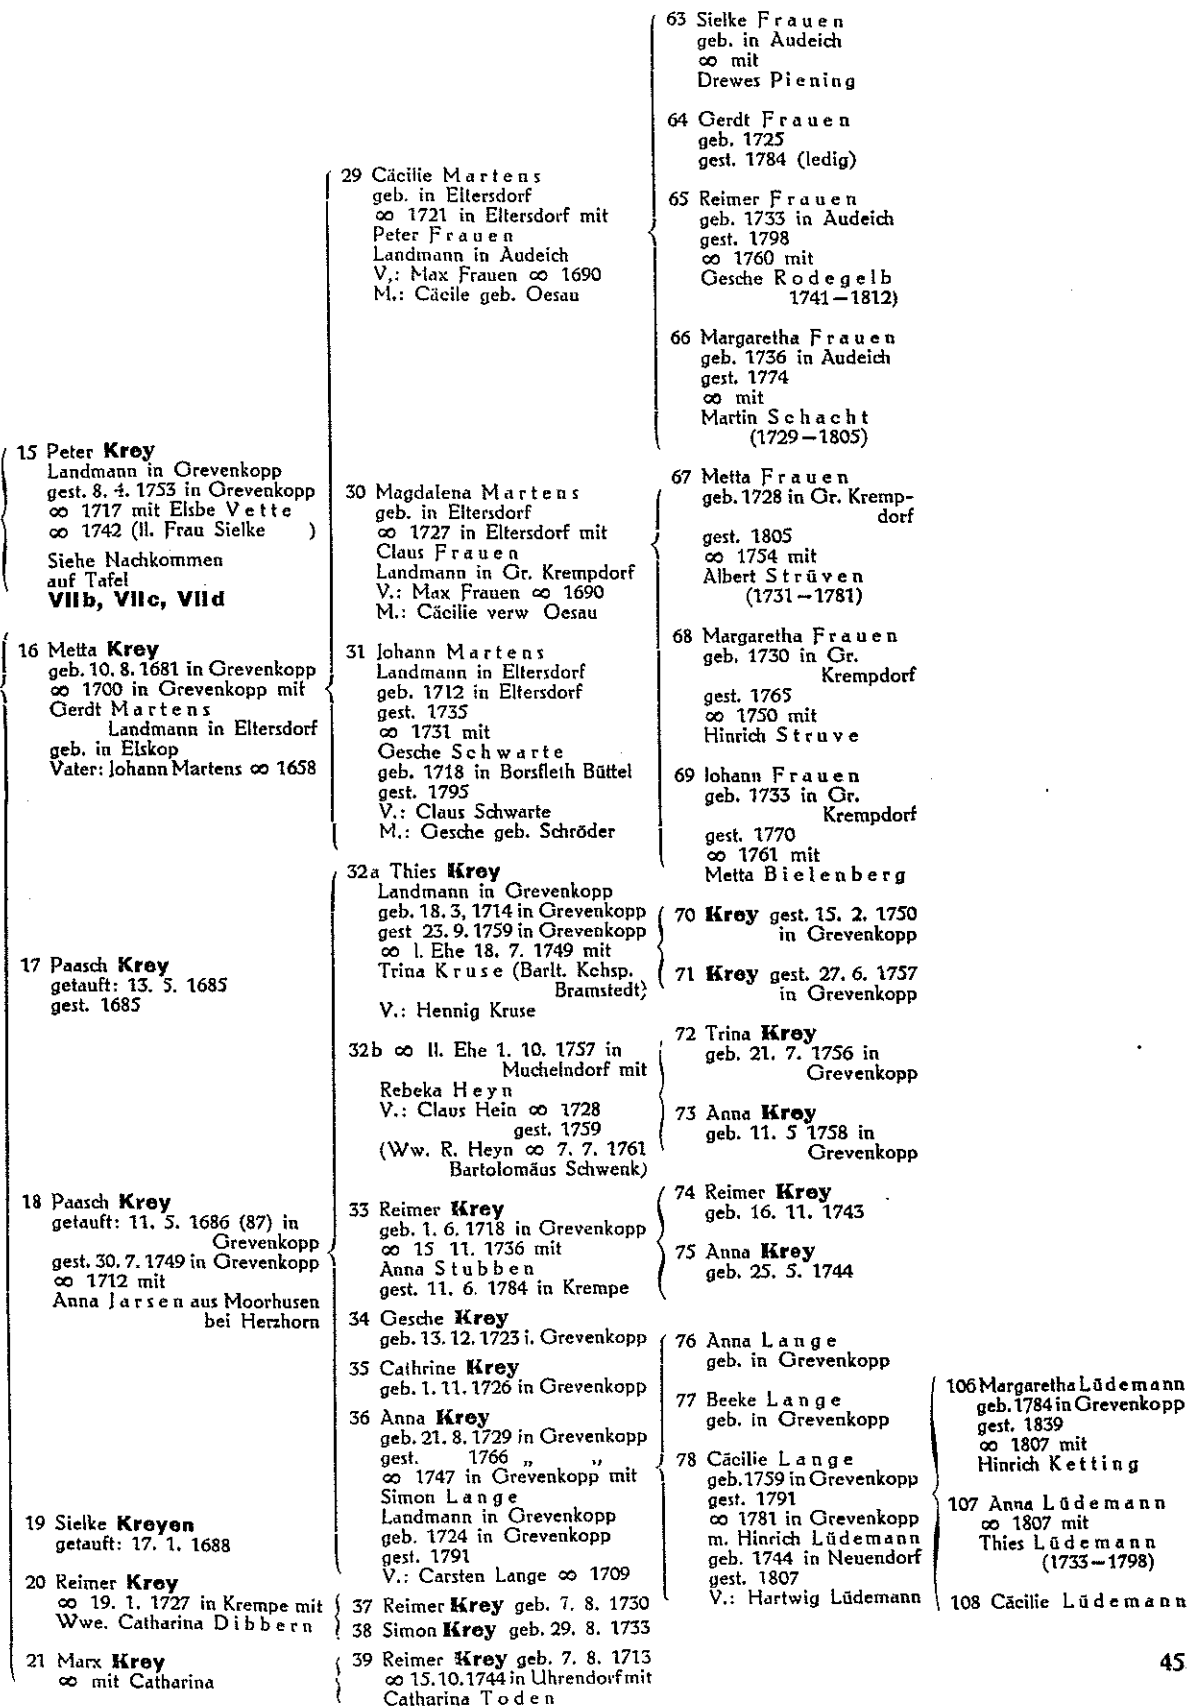 63 Sielke Frauen
geb. in Audeich
∞ mit
Drewes Piening
64 Gerdt Frauen
geb. 1725
gest. 1784 (ledig)
65 Reimer Frauen
geb. 1733 in Audeich
gest. 1798
∞ 1760 mit
Gesche Rodegelb
1741—1812)
66 Margaretha Frauen
geb. 1736 in Audeich
gest. 1774
∞ mit
Martin Schacht
(1729—1805)
29 Cäcilie Martens
geb. in Eltersdorf
∞ 1721 in Eltersdorf mit
Peter Frauen
Landmann in Audeich
V,: Max Frauen ∞ 1690
M.: Cäcile geb. Oesau
15 Peter Krey
Landmann in Grevenkopp
gest. 8. 4. 1753 in Grevenkopp
∞ 1717 mit Elsbe Vette
∞ 1742 (II. Frau Sielke )
Siehe Nachkommen
auf Tafel
VIIb, VIIc, VIId
30 Magdalena Martens
geb. in Eltersdorf
∞ 1727 in Eltersdorf mit
Claus Frauen
Landmann in Gr. Krempdorf
V.: Max Frauen ∞ 1690
M.: Cäcilie verw Oesau
67 Metta Frauen
geb. 1728 in Gr. Kremp-
dorf
gest. 1805
∞ 1754 mit
Albert Strüven
(1731—1781)
68 Margaretha Frauen
geb. 1730 in Gr.
Krempdorf
gest. 1765
∞ 1750 mit
Hinrich Struve
69 Johann Frauen
geb. 1733 in Gr.
Krempdorf
gest. 1770
∞ 1761 mit
Metta Bielenberg
16 Metta Krey
geb. 10. 8. 1681 in Grevenkopp
∞ 1700 in Grevenkopp mit
Gerdt Martens
Landmann in Eltersdorf
geb. in Elskop
Vater: Johann Martens ∞ 1658
31 Johann Martens
Landmann in Eltersdorf
geb. 1712 in Eltersdorf
gest. 1735
∞ 1731 mit
Gesche Schwarte
geb. 1718 in Borsfleth Büttel
gest. 1795
V.: Claus Schwarte
M.: Gesche geb. Schröder
17 Paasch Krey
getauft: 13. 5. 1685
gest. 1685
32a Thies Krey
Landmann in Grevenkopp
geb. 18. 3, 1714 in Grevenkopp
gest 23. 9. 1759 in Grevenkopp
∞ I. Ehe 18. 7. 1749 mit
Trina Kruse (Barlt. Kchsp.
Bramstedt)
V.: Hennig Kruse
70 Krey gest. 15. 2. 1750
in Grevenkopp
71 Krey gest. 27. 6. 1757
in Grevenkopp
32b ∞ II. Ehe 1. 10. 1757 in
Muchelndorf mit
Rebeka Heyn
V.: Claus Hein ∞ 1728
gest. 1759
(Ww. R. Heyn ∞ 7. 7. 1761
Bartolomäus Schwenk)
72 Trina Krey
geb. 21. 7. 1756 in
Grevenkopp
73 Anna Krey
geb. 11. 5 1758 in
Grevenkopp
18 Paasch Krey
getauft: 11. 5. 1686 (87) in
Grevenkopp
gest. 30. 7. 1749 in Grevenkopp
∞ 1712 mit
Anna Jarsen aus Moorhusen
bei Herzhorn
33 Reimer Krey
geb. 1. 6. 1718 in Grevenkopp
∞ 15 11. 1736 mit
Anna Stubben
gest. 11. 6. 1784 in Krempe
74 Reimer Krey
geb. 16. 11. 1743
75 Anna Krey
geb. 25. 5. 1744
34 Gesche Krey
geb. 13. 12. 1723 i. Grevenkopp
35 Cathrine Krey
geb. 1. 11. 1726 in Grevenkopp
36 Anna Krey
geb. 21. 8. 1729 in Grevenkopp
gest. 1766 „ „
∞ 1747 in Grevenkopp mit
Simon Lange
Landmann in Grevenkopp
geb. 1724 in Grevenkopp
gest. 1791
V.: Carsten Lange ∞ 1709
76 Anna Lange
geb. in Grevenkopp
77 Beeke Lange
geb. in Grevenkopp
78 Cäcilie Lange
geb. 1759 in Grevenkopp
gest. 1791
∞ 1781 in Grevenkopp
m. Hinrich Lüdemann
geb. 1744 in Neuendorf
gest. 1807
V.: Hartwig Lüdemann
106 Margaretha Lüdemann
geb. 1784 in Grevenkopp
gest. 1839
∞ 1807 mit
Hinrich Ketting
107 Anna Lüdemann
∞ 1807 mit
Thies Lüdemann
(1733—1798)
108 Cäcilie Lüdemann
19 Sielke Kreyen
getauft: 17. 1. 1688
20 Reimer Krey
∞ 19. 1. 1727 in Krempe mit
Wwe. Catharina Dibbern
37 Reimer Krey geb. 7. 8. 1730
38 Simon Krey geb. 29. 8. 1733
21 Marx Krey
∞ mit Catharina
39 Reimer Krey geb. 7. 8. 1713
∞ 15. 10. 1744 in Uhrendorf mit
Catharina Toden
45